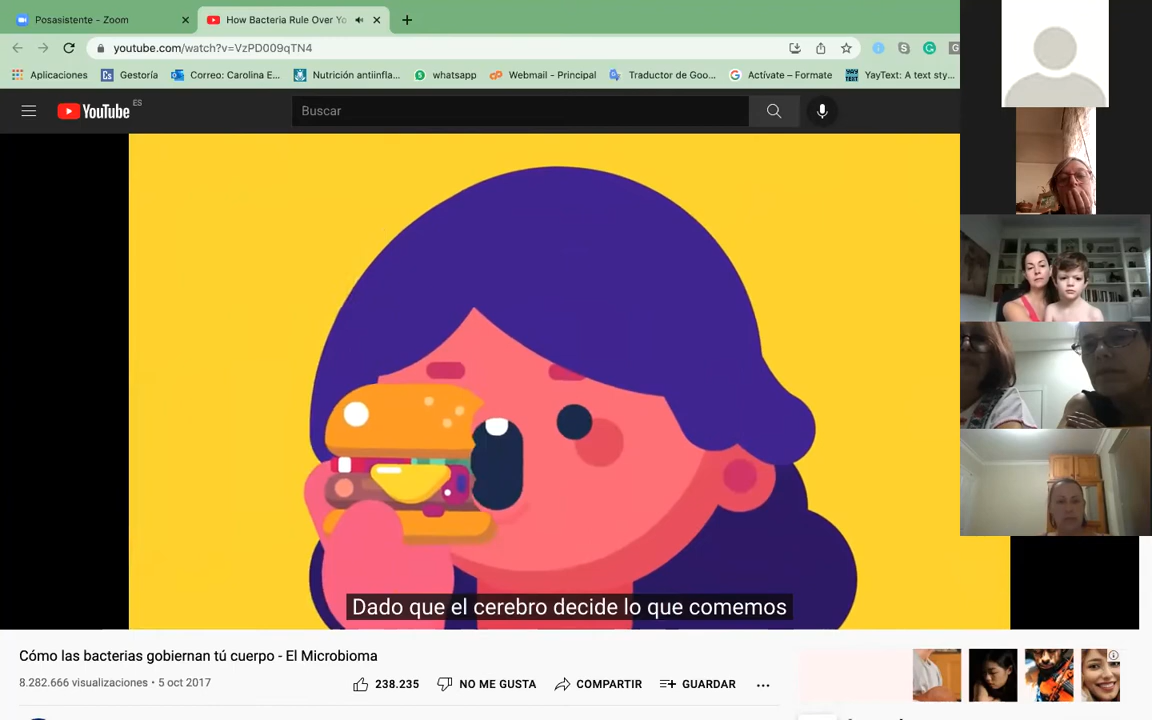 Posasistente - Zoom
How Bacteria Rule Over Yo
youtube.com/watch?v=VzPD009qTN4
Aplicaciones
Gestoría
Correo: Carolina E...
Nutrición antiinfla...
whatsapp
Webmail – Principal
Traductor de Goo...
Actívate – Formate
YayText: A text sty...
YouTube ES
Buscar
Dado que el cerebro decide lo que comemos
Cómo las bacterias gobiernan tú cuerpo - El Microbioma
8.282.666 visualizaciones • 5 oct 2017
238.235
NO ME GUSTA
COMPARTIR
GUARDAR